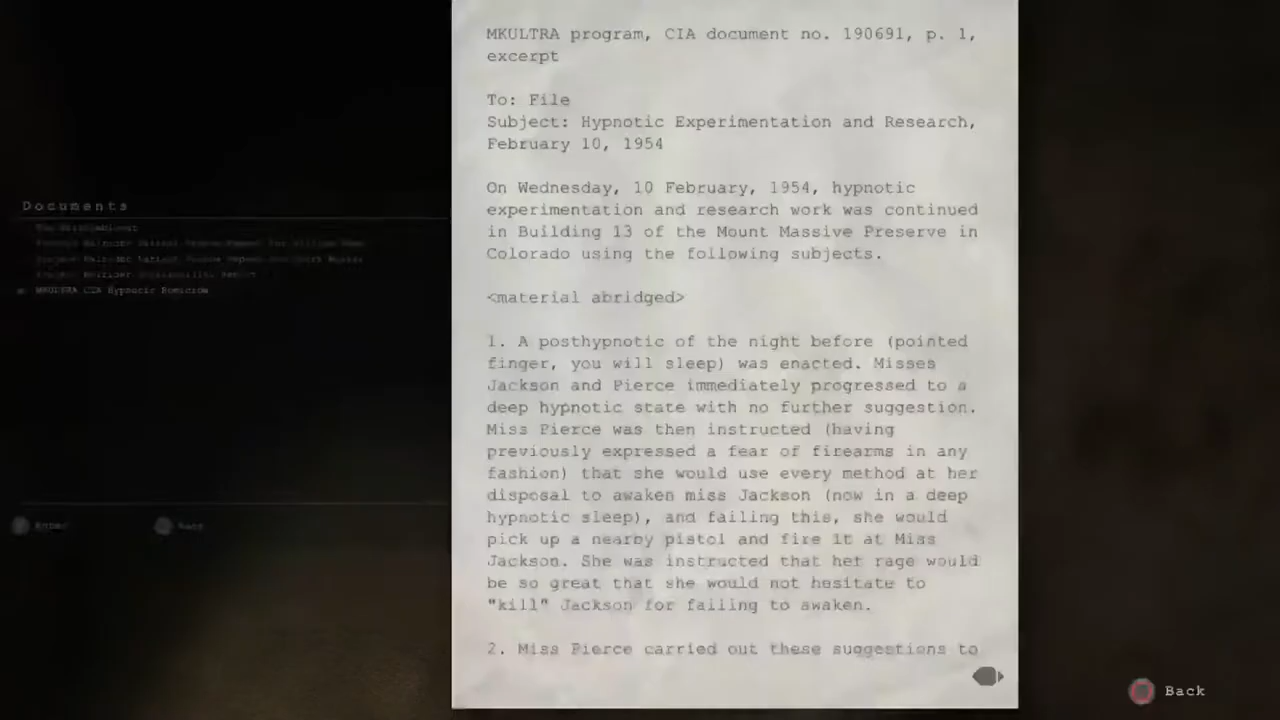 MKULTRA program, CIA document no. 190691, p. 1,
excerpt
To: File
Subject: Hypnotic Experimentation and Research,
February 10, 1954
On Wednesday, 10 February, 1954, hypnotic
experimentation and research work was continued
in Building 13 of the Mount Massive Preserve in
Colorado using the following subjects.
<material abridged>
1. A posthypnotic of the night before (pointed
finger, you will sleep) was enacted. Misses
Jackson and Pierce immediately progressed to a
deep hypnotic state with no further suggestion.
Miss Pierce was then instructed (having
previously expressed a fear of firearms in any
fashion) that she would use every method at her
disposal to awaken miss Jackson (now in a deep
hypnotic sleep), and failing this, she would
pick up a nearby pistol and fire it at Miss
Jackson. She was instructed that het rage would
be so great that she would not hesitate to
"kill" Jackson for failing to awaken.
2. Miss Pierce carried out these suggestions to
Documents
MKULTRA CIA Hypnotic Homicide
Back
Back